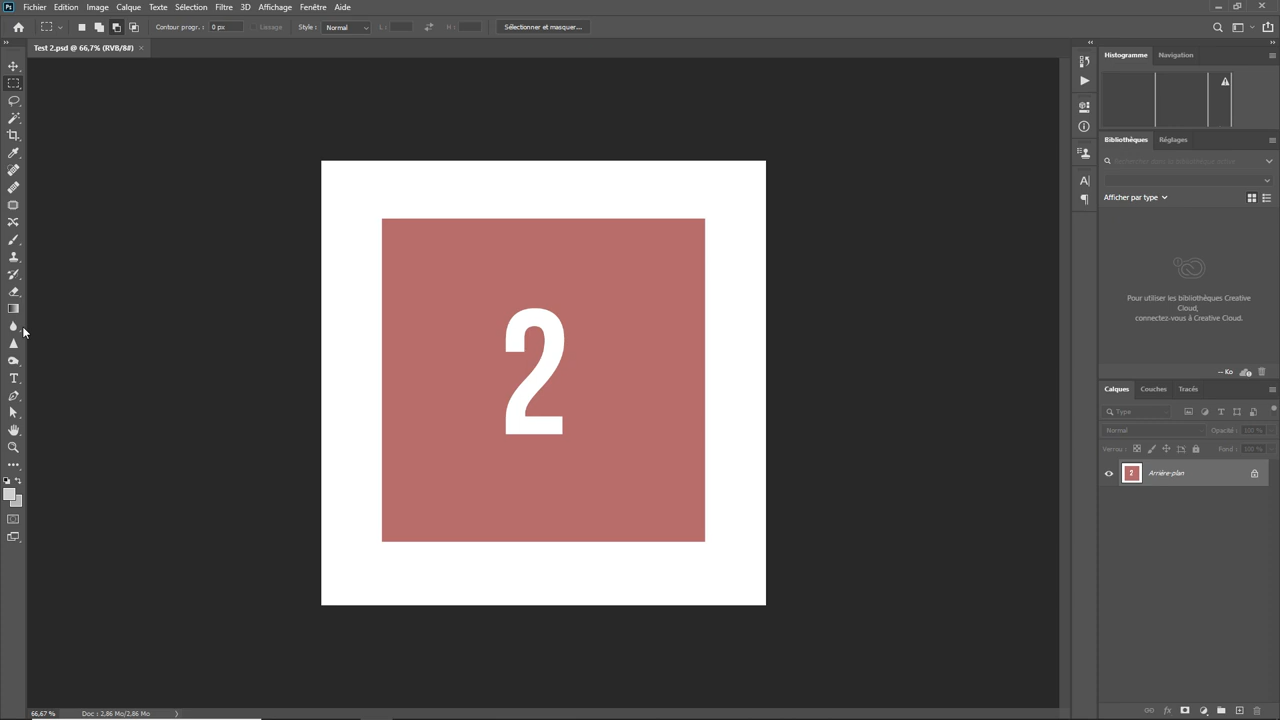 Ps Fichier Edition Image Calque Texte Sélection Filtre 3D Affichage Fenêtre Aide
Contour progr. : 0 px Lissage Style : Normal L : H : Sélectionner et masquer...
Test 2.psd @ 66,7% (RVB/8#) ×
Histogramme Navigation
Bibliothèques Réglages
Afficher par type
Pour utiliser les bibliothèques Creative
Cloud,
connectez-vous à Creative Cloud.
-- Ko
Calques Couches Tracés
Type
Normal Opacité : 100 %
Verrou : Fond : 100 %
2 Arrière-plan
2
66,67 % Doc : 2,86 Mo/2,86 Mo